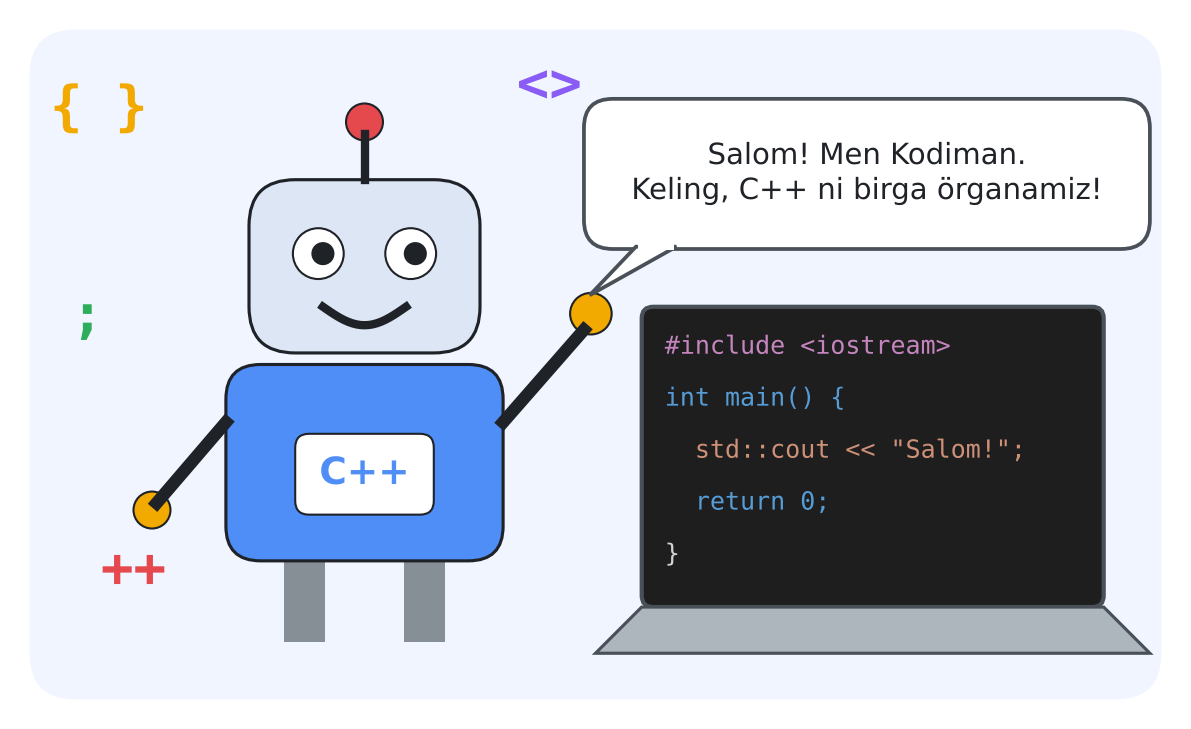 { }
<>
Salom! Men Kodiman.
Keling, C++ ni birga örganamiz!
;
#include <iostream>
int main() {
  std::cout << "Salom!";
  return 0;
}
C++
++